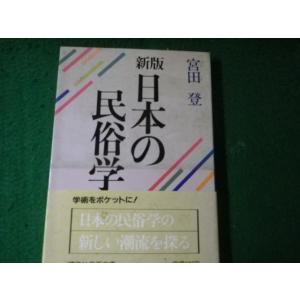 宮田 登
新版
日本の
民俗学
学術をポケットに!
日本の民俗学の
新しい潮流を探る